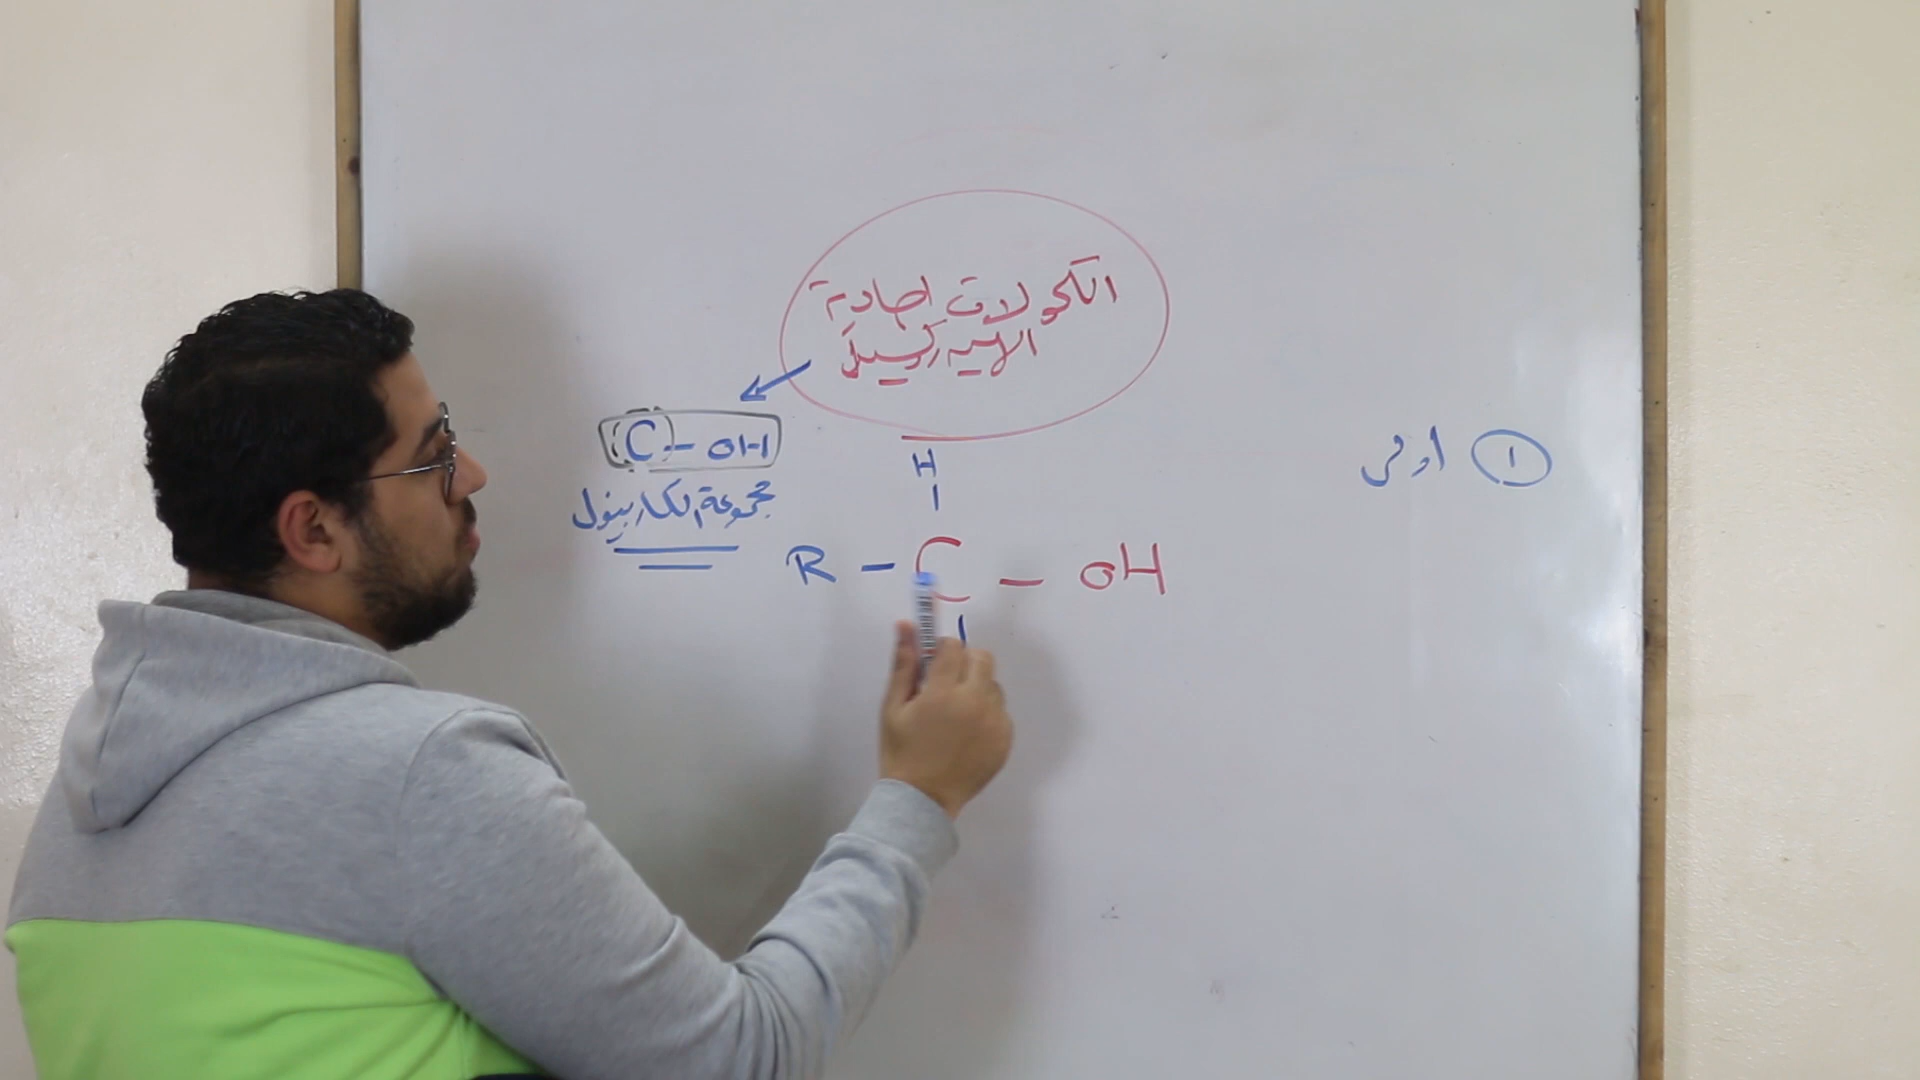 الكحولات احادية
الهيدروكسيل
C - OH
مجموعة الكاربينول
① اولى
H
R - C - OH